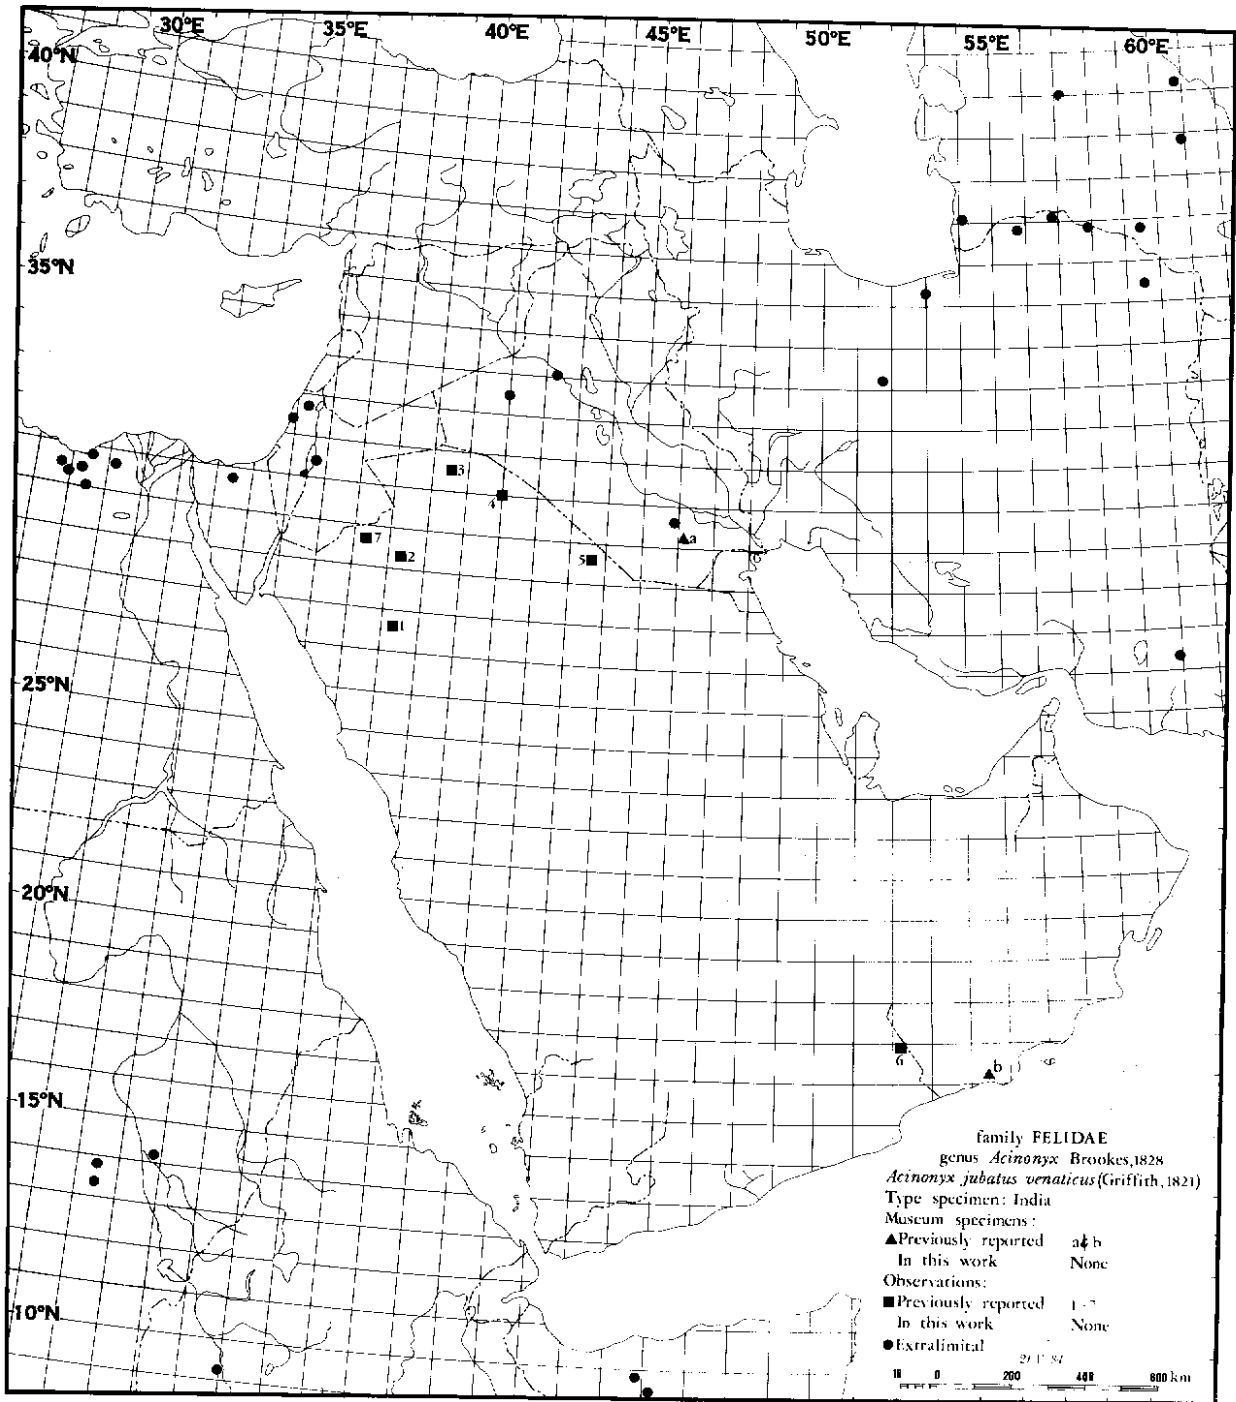 30°E 35°E 40°E 45°E 50°E 55°E 60°E
40°N
35°N
3
4
a
7
2
5
1
25°N
20°N
6
b
15°N
family FELIDAE
genus Acinonyx Brookes,1828
Acinonyx jubatus venaticus (Griffith, 1821)
Type specimen: India
Museum specimens:
▲Previously reported a & b
In this work None
Observations:
■Previously reported 1-7
In this work None
●Extralimital
10°N
0 200 400 600 km